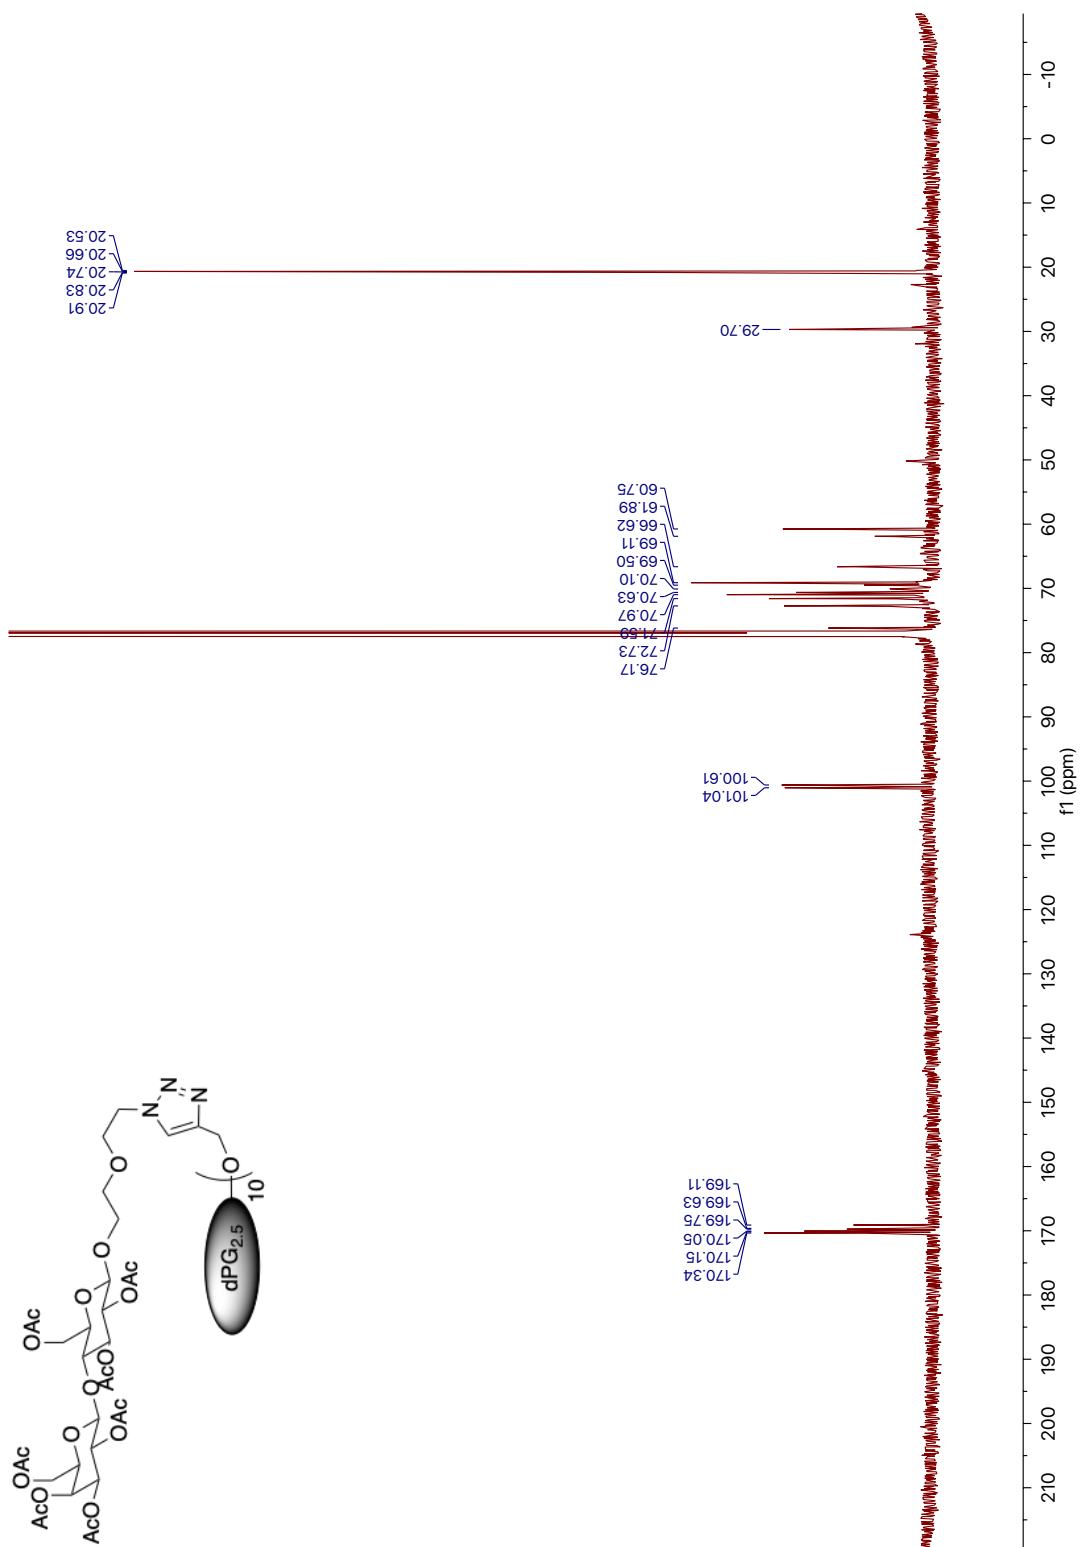 170.34
170.15
170.05
169.75
169.63
169.11
101.04
100.61
76.17
72.73
71.59
70.97
70.63
70.10
69.50
69.11
66.62
61.89
60.75
29.70
20.91
20.83
20.74
20.66
20.53
AcO
OAc
AcO
O
OAc
O
OAc
O
AcO
OAc
O
O
N
N
N
O
10
dPG2.5
210 200 190 180 170 160 150 140 130 120 110 100 90 80 70 60 50 40 30 20 10 0 -10
f1 (ppm)